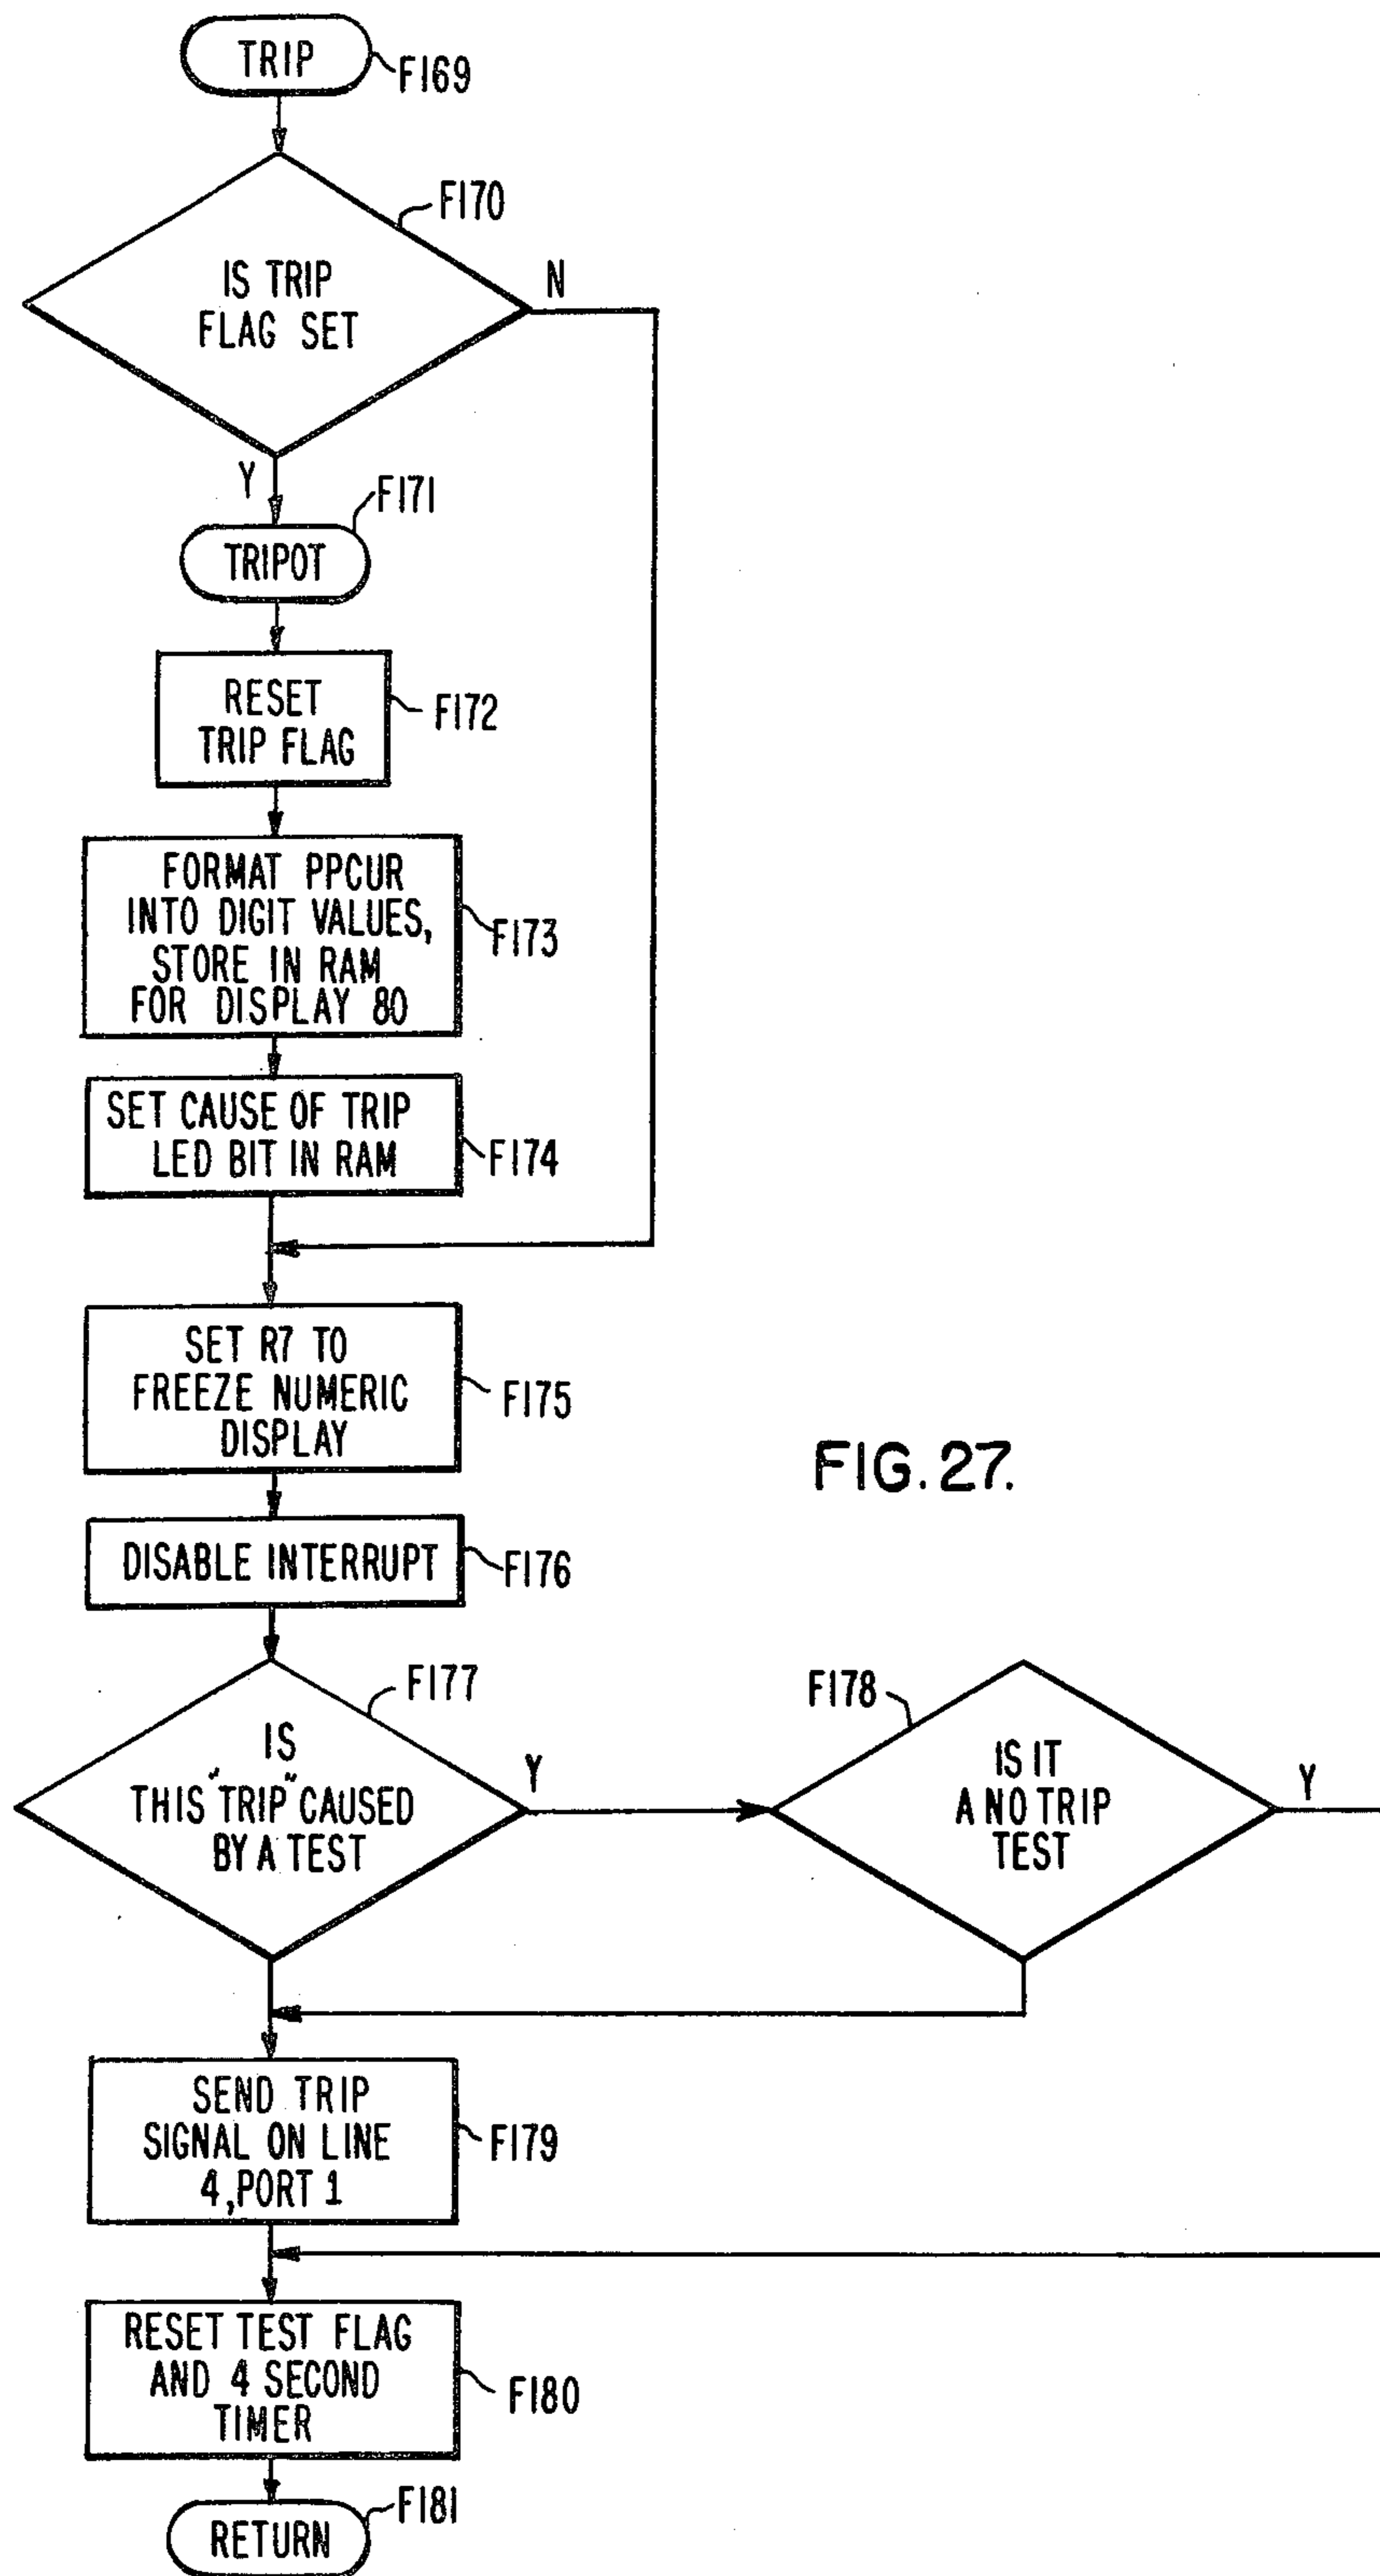 TRIP
F169
F170
IS TRIP
FLAG SET
N
Y
F171
TRIPOT
RESET
TRIP FLAG
F172
FORMAT PPCUR
INTO DIGIT VALUES,
STORE IN RAM
FOR DISPLAY 80
F173
SET CAUSE OF TRIP
LED BIT IN RAM
F174
SET R7 TO
FREEZE NUMERIC
DISPLAY
F175
FIG. 27.
DISABLE INTERRUPT
F176
F177
IS
THIS "TRIP" CAUSED
BY A TEST
Y
F178
IS IT
A NO TRIP
TEST
Y
SEND TRIP
SIGNAL ON LINE
4, PORT 1
F179
RESET TEST FLAG
AND 4 SECOND
TIMER
F180
F181
RETURN